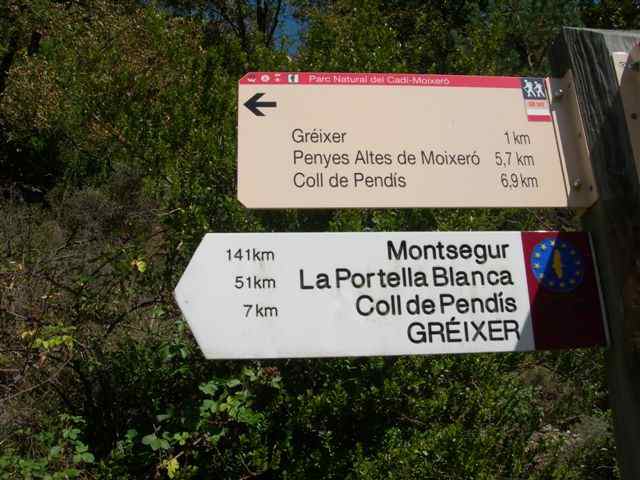 Parc Natural del Cadí-Moixeró
Gréixer 1 km
Penyes Altes de Moixeró 5,7 km
Coll de Pendís 6,9 km
141km Montsegur
51km La Portella Blanca
7km Coll de Pendís
GRÉIXER